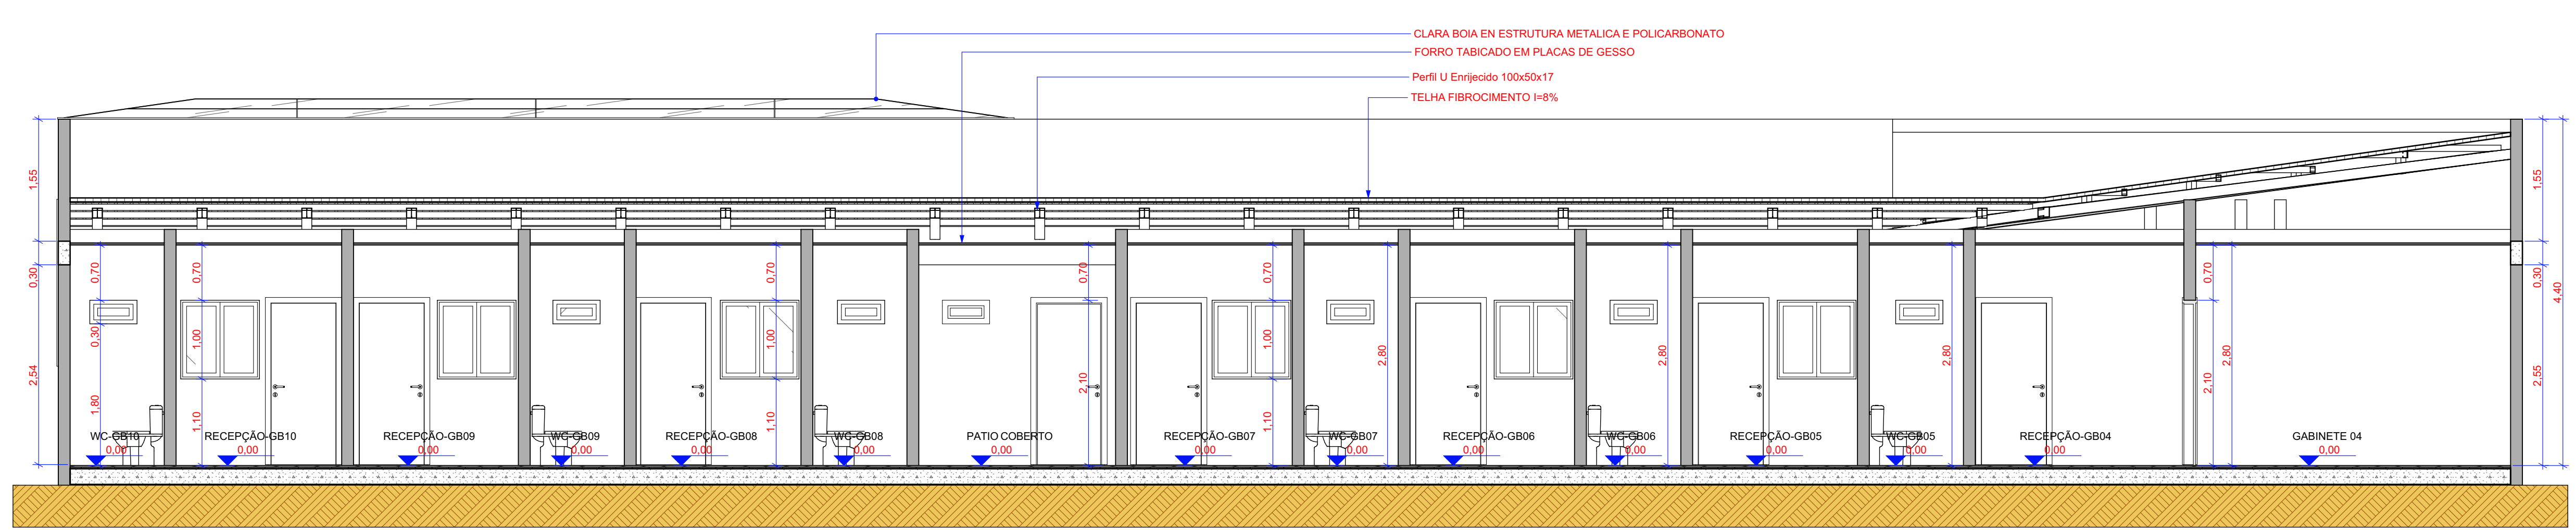 CLARA BOIA EN ESTRUTURA METALICA E POLICARBONATO
FORRO TABICADO EM PLACAS DE GESSO
Perfil U Enrijecido 100x50x17
TELHA FIBROCIMENTO I=8%
1,55
0,30
2,54
0,70
0,30
1,80
0,70
1,00
1,10
0,70
1,00
1,10
0,70
2,10
0,70
1,00
1,10
2,80
2,80
2,80
0,70
2,10
2,80
1,55
0,30
2,55
4,40
WC-GB10
0,00
RECEPÇÃO-GB10
0,00
RECEPÇÃO-GB09
0,00
WC-GB09
0,00
RECEPÇÃO-GB08
0,00
WC-GB08
0,00
PATIO COBERTO
0,00
RECEPÇÃO-GB07
0,00
WC-GB07
0,00
RECEPÇÃO-GB06
0,00
WC-GB06
0,00
RECEPÇÃO-GB05
0,00
WC-GB05
0,00
RECEPÇÃO-GB04
0,00
GABINETE 04
0,00